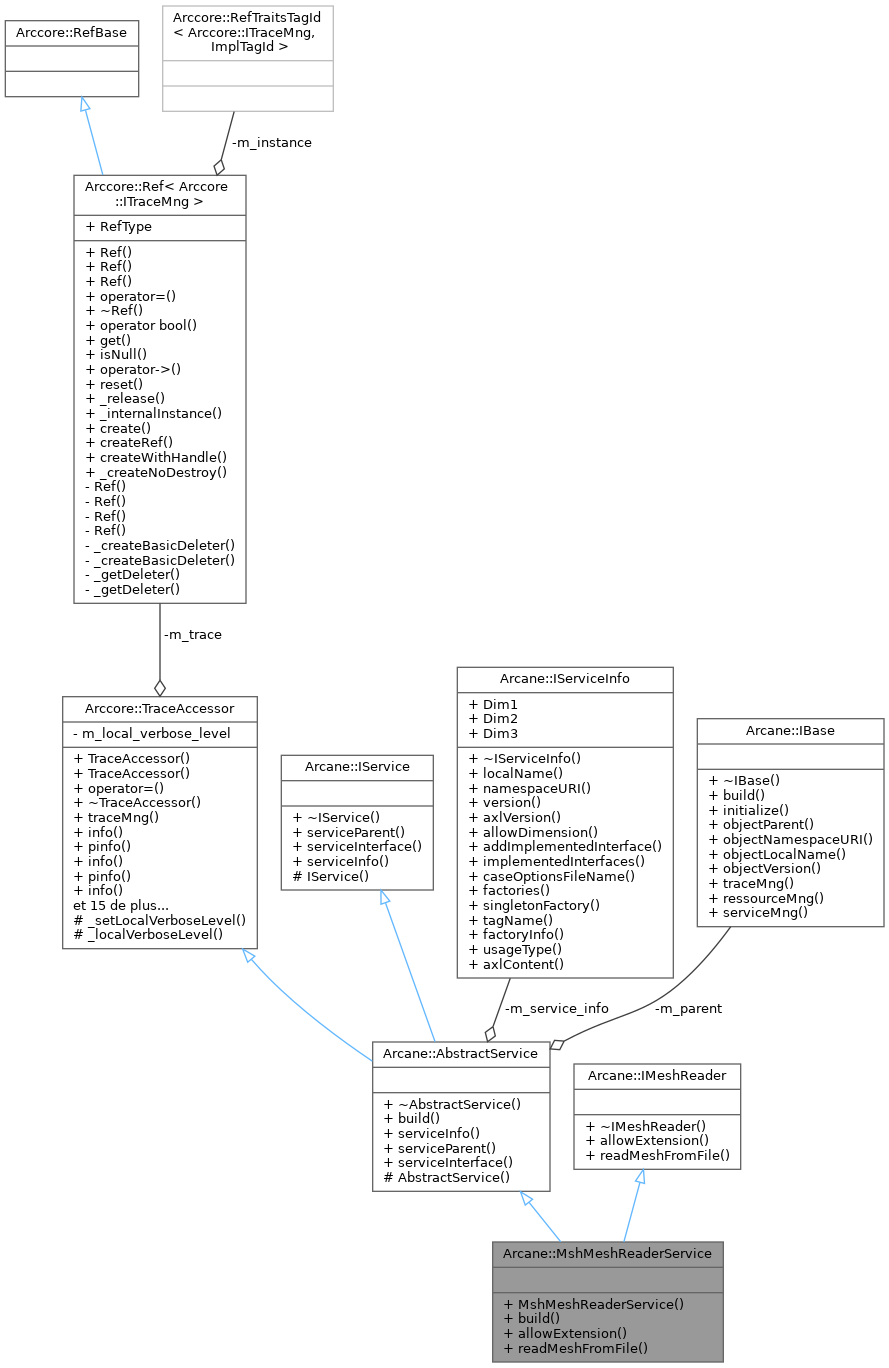 Arccore::RefBase
Arccore::RefTraitsTagId
< Arccore::ITraceMng,
ImplTagId >
-m_instance
Arccore::Ref< Arccore
::ITraceMng >
+ RefType
+ Ref()
+ Ref()
+ Ref()
+ operator=()
+ ~Ref()
+ operator bool()
+ get()
+ isNull()
+ operator->()
+ reset()
+ _release()
+ _internalInstance()
+ create()
+ createRef()
+ createWithHandle()
+ _createNoDestroy()
- Ref()
- Ref()
- Ref()
- Ref()
- _createBasicDeleter()
- _createBasicDeleter()
- _getDeleter()
- _getDeleter()
-m_trace
Arccore::TraceAccessor
- m_local_verbose_level
+ TraceAccessor()
+ TraceAccessor()
+ operator=()
+ ~TraceAccessor()
+ traceMng()
+ info()
+ pinfo()
+ info()
+ pinfo()
+ info()
et 15 de plus...
# _setLocalVerboseLevel()
# _localVerboseLevel()
Arcane::IService
+ ~IService()
+ serviceParent()
+ serviceInterface()
+ serviceInfo()
# IService()
Arcane::IServiceInfo
+ Dim1
+ Dim2
+ Dim3
+ ~IServiceInfo()
+ localName()
+ namespaceURI()
+ version()
+ axlVersion()
+ allowDimension()
+ addImplementedInterface()
+ implementedInterfaces()
+ caseOptionsFileName()
+ factories()
+ singletonFactory()
+ tagName()
+ factoryInfo()
+ usageType()
+ axlContent()
Arcane::IBase
+ ~IBase()
+ build()
+ initialize()
+ objectParent()
+ objectNamespaceURI()
+ objectLocalName()
+ objectVersion()
+ traceMng()
+ ressourceMng()
+ serviceMng()
-m_service_info
-m_parent
Arcane::AbstractService
+ ~AbstractService()
+ build()
+ serviceInfo()
+ serviceParent()
+ serviceInterface()
# AbstractService()
Arcane::IMeshReader
+ ~IMeshReader()
+ allowExtension()
+ readMeshFromFile()
Arcane::MshMeshReaderService
+ MshMeshReaderService()
+ build()
+ allowExtension()
+ readMeshFromFile()